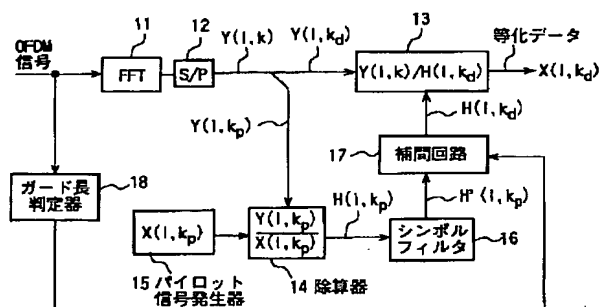 OFDM
信号
11
FFT
12
S/P
Y(l,k)
Y(l,kd)
13
Y(l,k)/H(l,kd)
等化データ
X(l,kd)
Y(l,kp)
H(l,kd)
17
補間回路
ガード長
判定器
18
X(l,kp)
15 パイロット
信号発生器
Y(l,kp)
X(l,kp)
14 除算器
H(l,kp)
H'(l,kp)
シンボル
フィルタ
16